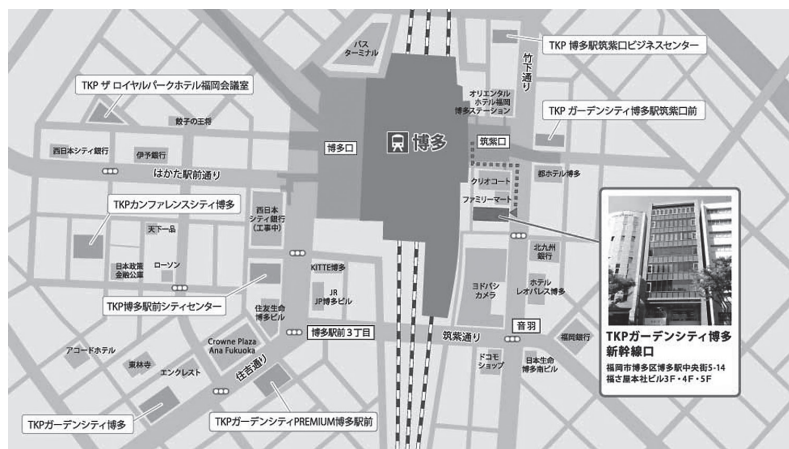 バス
ターミナル
TKP 博多駅筑紫口ビジネスセンター
竹下通り
TKP ザ ロイヤルパークホテル福岡会議室
オリエンタル
ホテル福岡
博多ステーション
TKP ガーデンシティ博多駅筑紫口前
餃子の王将
西日本シティ銀行
伊予銀行
博多口
博多
筑紫口
はかた駅前通り
クリオコート
都ホテル博多
ファミリーマート
TKPカンファレンスシティ博多
西日本
シティ銀行
(工事中)
天下一品
北九州
銀行
日本政策
金融公庫
ローソン
KITTE博多
ヨドバシ
カメラ
ホテル
レオパレス博多
JR
JP博多ビル
TKP博多駅前シティセンター
住友生命
博多ビル
博多駅前3丁目
筑紫通り
音羽
福岡銀行
Crowne Plaza
Ana Fukuoka
住吉通り
アコードホテル
東林寺
エンクレスト
ドコモ
ショップ
日本生命
博多南ビル
TKPガーデンシティ博多
新幹線口
福岡市博多区博多駅中央街5-14
福さ屋本社ビル3F・4F・5F
TKPガーデンシティ博多
TKPガーデンシティPREMIUM博多駅前